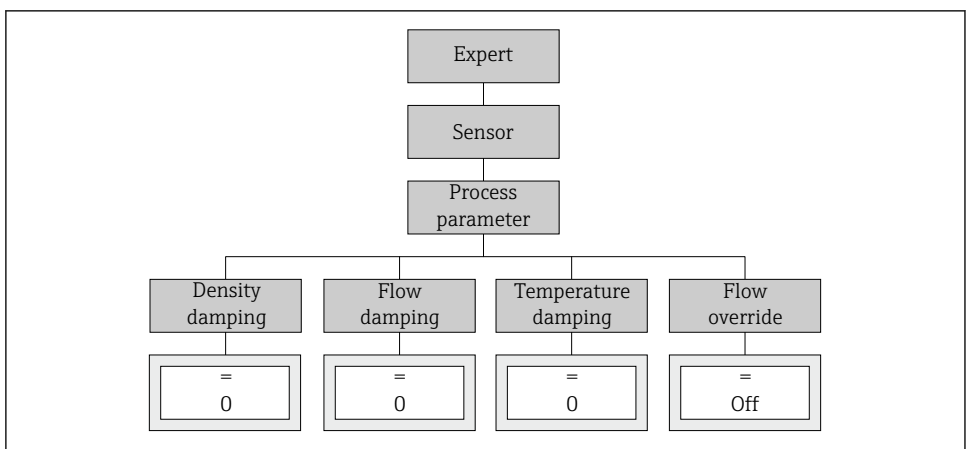 Expert
Sensor
Process
parameter
Density
damping
Flow
damping
Temperature
damping
Flow
override
=
0
=
0
=
0
=
Off